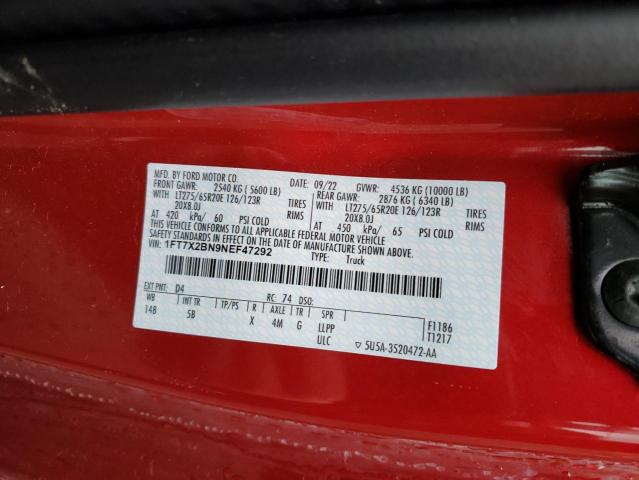 MFD. BY FORD MOTOR CO.
DATE: 09/22 GVWR: 4536 KG (10000 LB)
FRONT GAWR: 2540 KG ( 5600 LB) REAR GAWR: 2876 KG ( 6340 LB)
WITH LT275/65R20E 126/123R TIRES WITH LT275/65R20E 126/123R TIRES
20X8.0J RIMS 20X8.0J RIMS
AT 420 kPa/ 60 PSI COLD AT 450 kPa/ 65 PSI COLD
THIS VEHICLE CONFORMS TO ALL APPLICABLE FEDERAL MOTOR VEHICLE
SAFETY STANDARDS IN EFFECT ON THE DATE OF MANUFACTURE SHOWN ABOVE.
VIN: 1FT7X2BN9NEF47292
TYPE: Truck
EXT PNT: D4 RC: 74 DSO:
WB INT TR TP/PS R AXLE TR SPR
14B 5B X 4M G LLPP
ULC
F1186
T1217
▽ 5U5A-3520472-AA